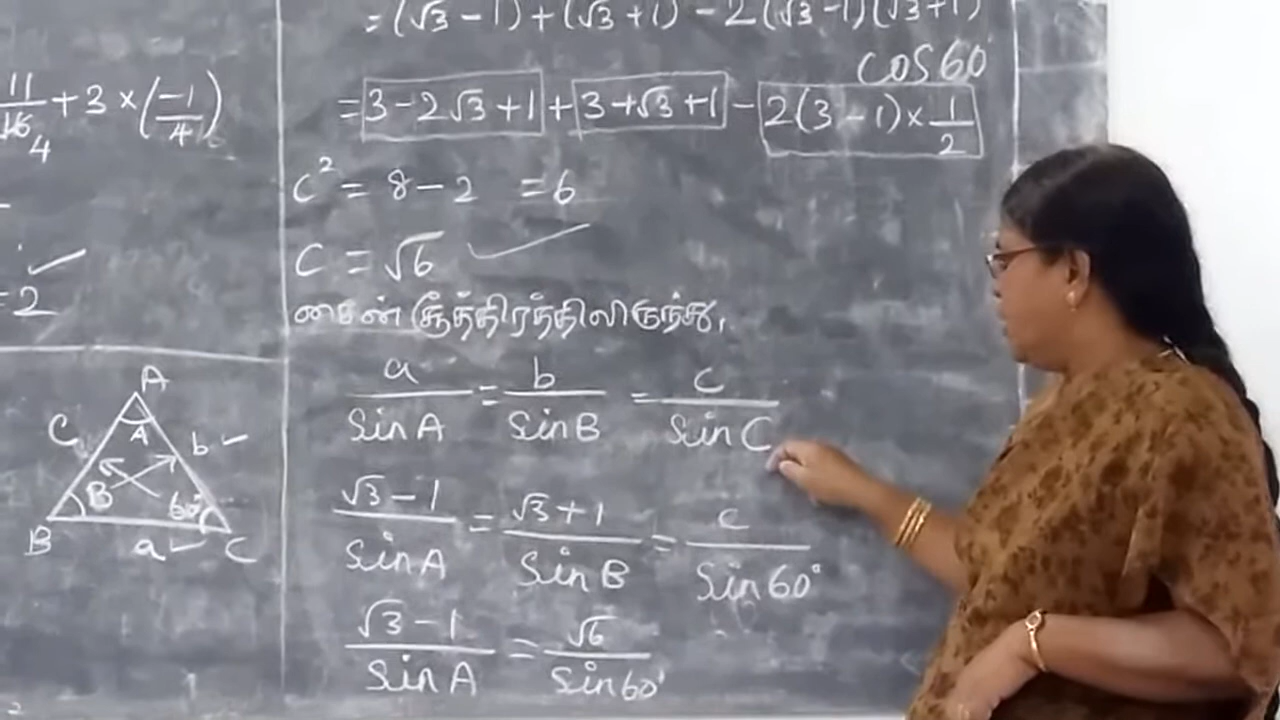 11/16 4 + 3 × (-1/4)
= 2
A
A
C b
B 60°
B a C
= (√3 - 1) + (√3 + 1) - 2(√3 - 1)(√3 + 1)
cos 60°
= 3 - 2√3 + 1 + 3 + √3 + 1 - 2(3 - 1) × 1/2
c² = 8 - 2 = 6
c = √6
சைன் சூத்திரத்திலிருந்து,
a/sin A = b/sin B = c/sin C
√3 - 1/sin A = √3 + 1/sin B = c/sin 60°
√3 - 1/sin A = √6/sin 60°